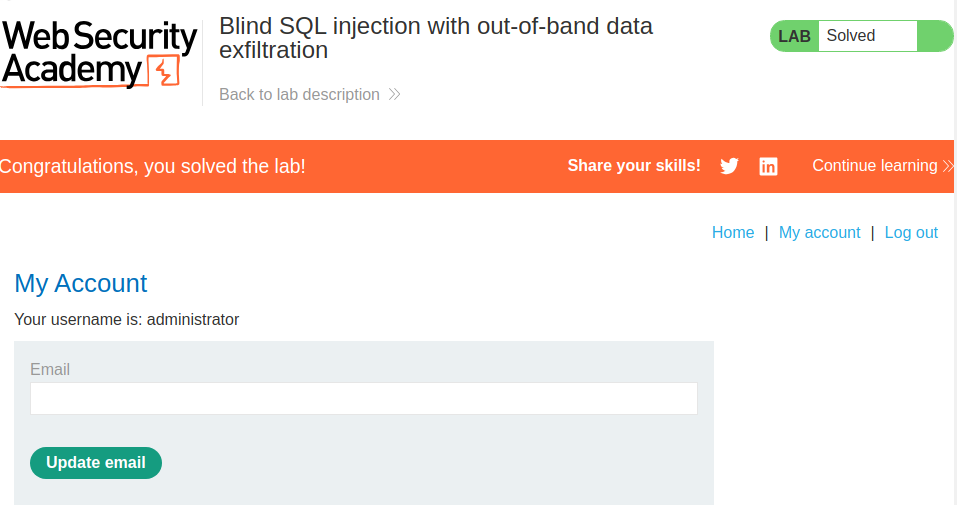 Web Security
Academy
Blind SQL injection with out-of-band data
exfiltration
Back to lab description
LAB Solved
Congratulations, you solved the lab!
Share your skills!
Continue learning
Home | My account | Log out
My Account
Your username is: administrator
Email
Update email